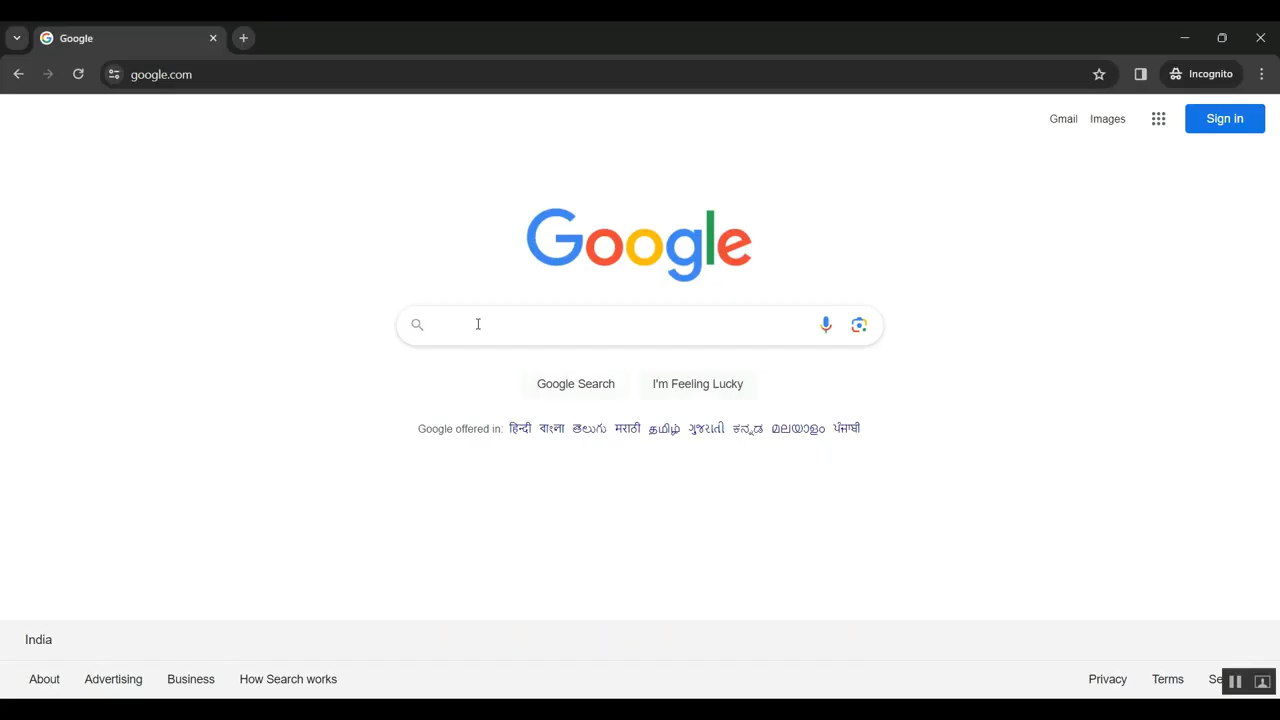 Google
google.com
Incognito
Gmail Images Sign in
Google
Google Search I'm Feeling Lucky
Google offered in: हिन्दी বাংলা తెలుగు मराठी தமிழ் ગુજરાતી ಕನ್ನಡ മലയാളം ਪੰਜਾਬੀ
India
About Advertising Business How Search works Privacy Terms Se